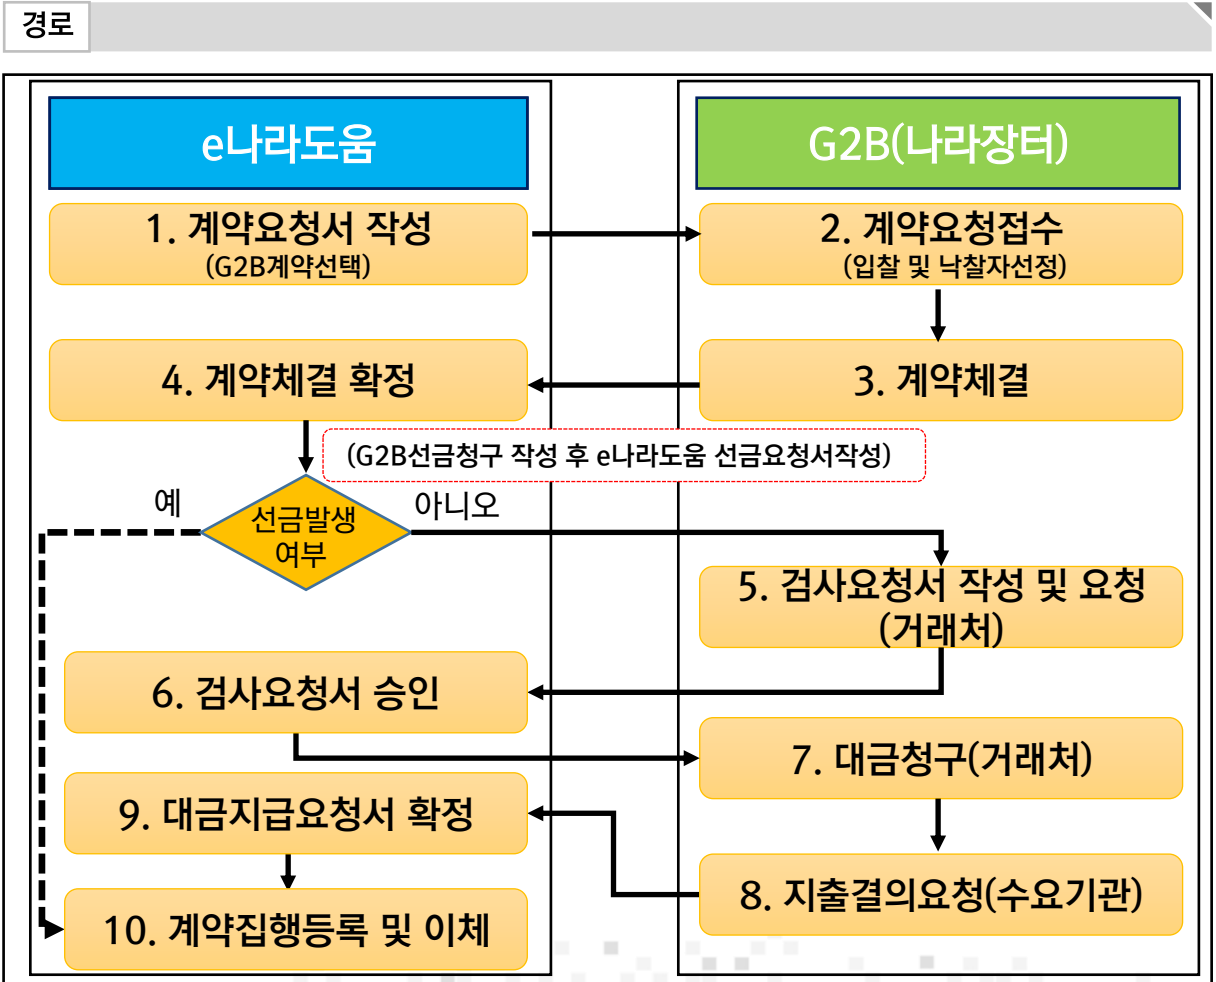 경로
e나라도움
G2B(나라장터)
1. 계약요청서 작성
(G2B계약선택)
2. 계약요청접수
(입찰 및 낙찰자선정)
4. 계약체결 확정
3. 계약체결
(G2B선금청구 작성 후 e나라도움 선금요청서작성)
예
선금발생
여부
아니오
5. 검사요청서 작성 및 요청
(거래처)
6. 검사요청서 승인
7. 대금청구(거래처)
9. 대금지급요청서 확정
8. 지출결의요청(수요기관)
10. 계약집행등록 및 이체